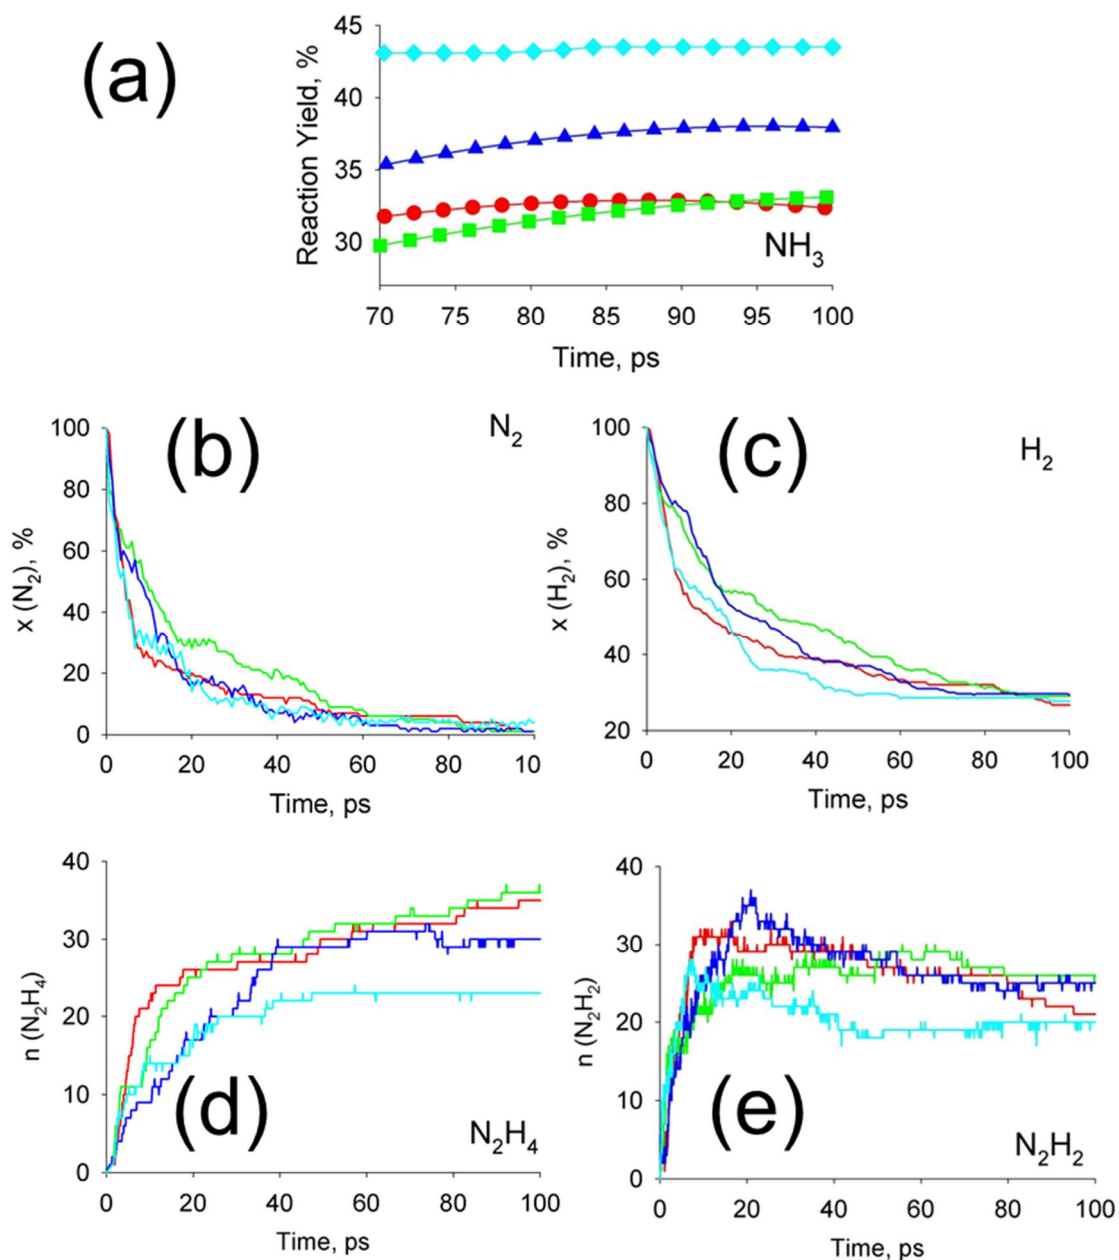 (a)
Reaction Yield, %
45
40
35
30
NH3
70 75 80 85 90 95 100
Time, ps
(b)
N2
x (N2), %
100
80
60
40
20
0
0 20 40 60 80 101
Time, ps
(c)
H2
x (H2), %
100
80
60
40
20
0 20 40 60 80 100
Time, ps
(d)
N2H4
n (N2H4)
40
30
20
10
0
0 20 40 60 80 100
Time, ps
(e)
N2H2
n (N2H2)
40
30
20
10
0
0 20 40 60 80 100
Time, ps